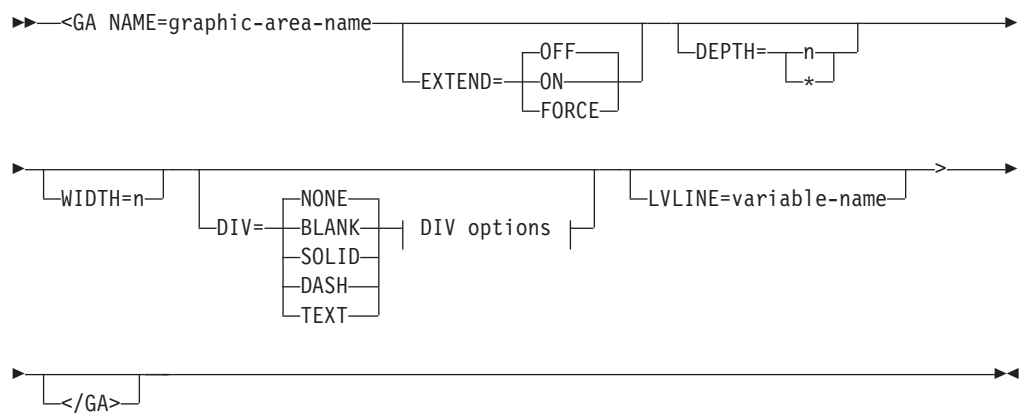 <GA NAME=graphic-area-name
EXTEND=
OFF
ON
FORCE
DEPTH=
n
*
WIDTH=n
DIV=
NONE
BLANK
SOLID
DASH
TEXT
DIV options
LVLINE=variable-name
>
</GA>